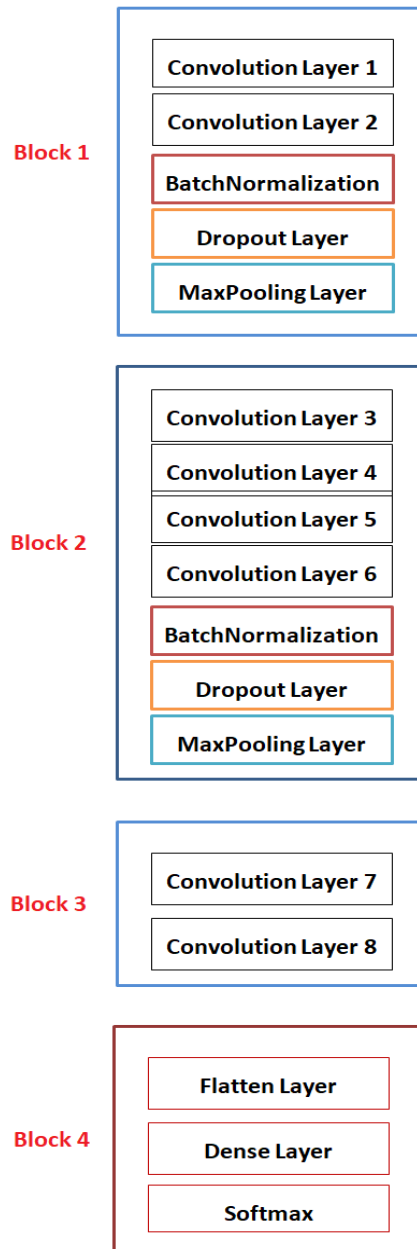 Block 1
Convolution Layer 1
Convolution Layer 2
BatchNormalization
Dropout Layer
MaxPooling Layer
Block 2
Convolution Layer 3
Convolution Layer 4
Convolution Layer 5
Convolution Layer 6
BatchNormalization
Dropout Layer
MaxPooling Layer
Block 3
Convolution Layer 7
Convolution Layer 8
Block 4
Flatten Layer
Dense Layer
Softmax